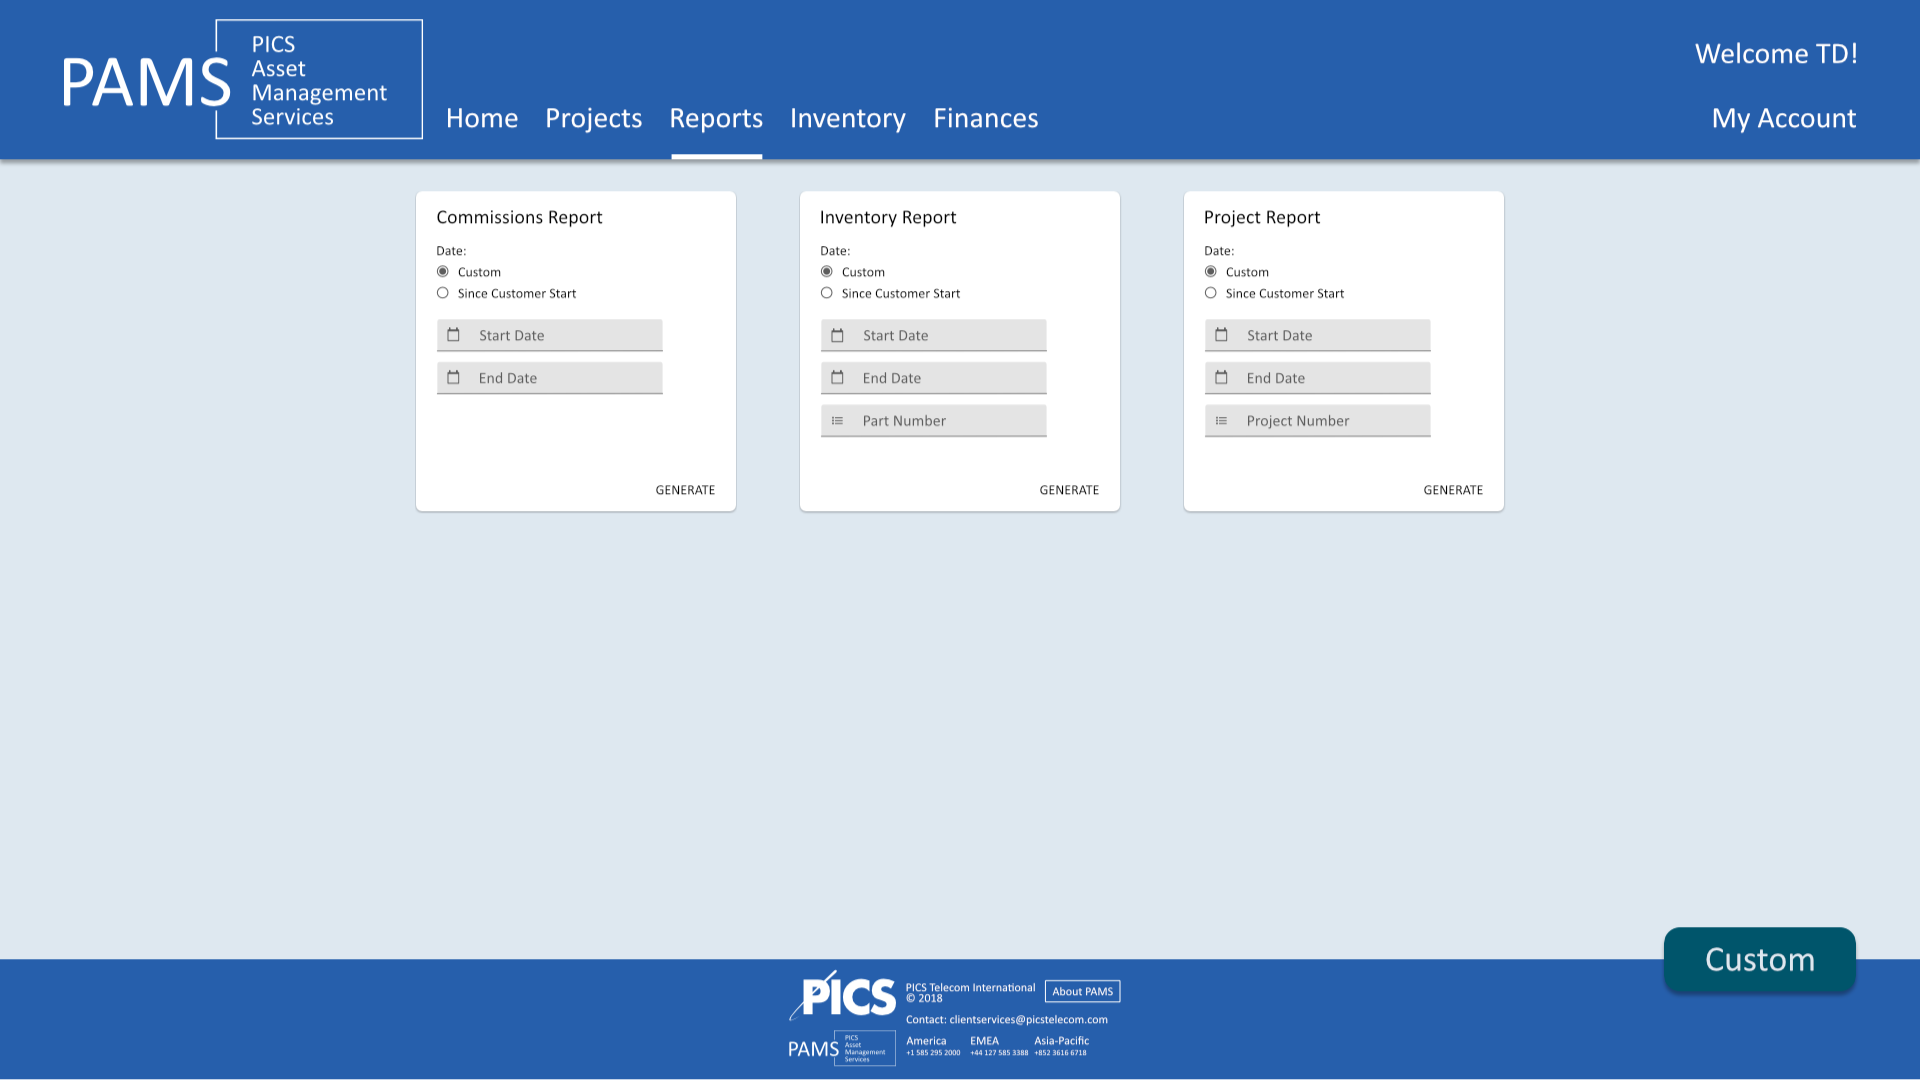 PAMS
PICS
Asset
Management
Services
Home Projects Reports Inventory Finances
Welcome TD!
My Account
Commissions Report
Date:
Custom
Since Customer Start
Start Date
End Date
GENERATE
Inventory Report
Date:
Custom
Since Customer Start
Start Date
End Date
Part Number
GENERATE
Project Report
Date:
Custom
Since Customer Start
Start Date
End Date
Project Number
GENERATE
Custom
PICS
PICS Telecom International
© 2018
About PAMS
Contact: clientservices@picstelecom.com
PAMS
PICS
Asset
Management
Services
America EMEA Asia-Pacific
+1 585 295 2000 +44 127 585 3388 +852 3616 6718